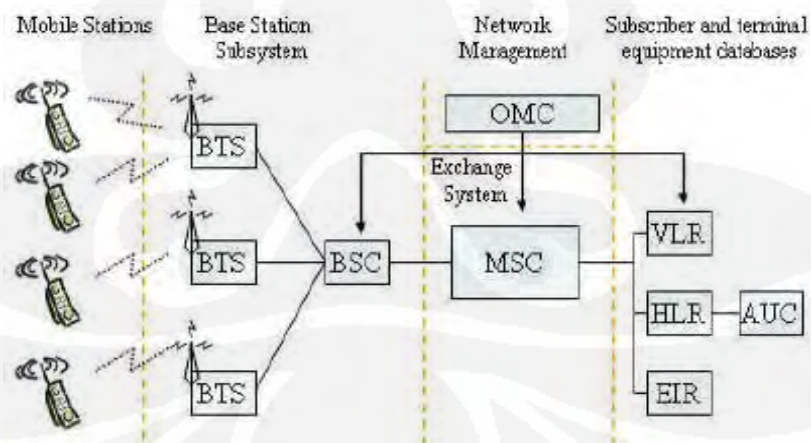 Mobile Stations
Base Station
Subsystem
Network
Management
Subscriber and terminal
equipment databases
OMC
BTS
Exchange
System
VLR
BTS
BSC
MSC
HLR
AUC
BTS
EIR